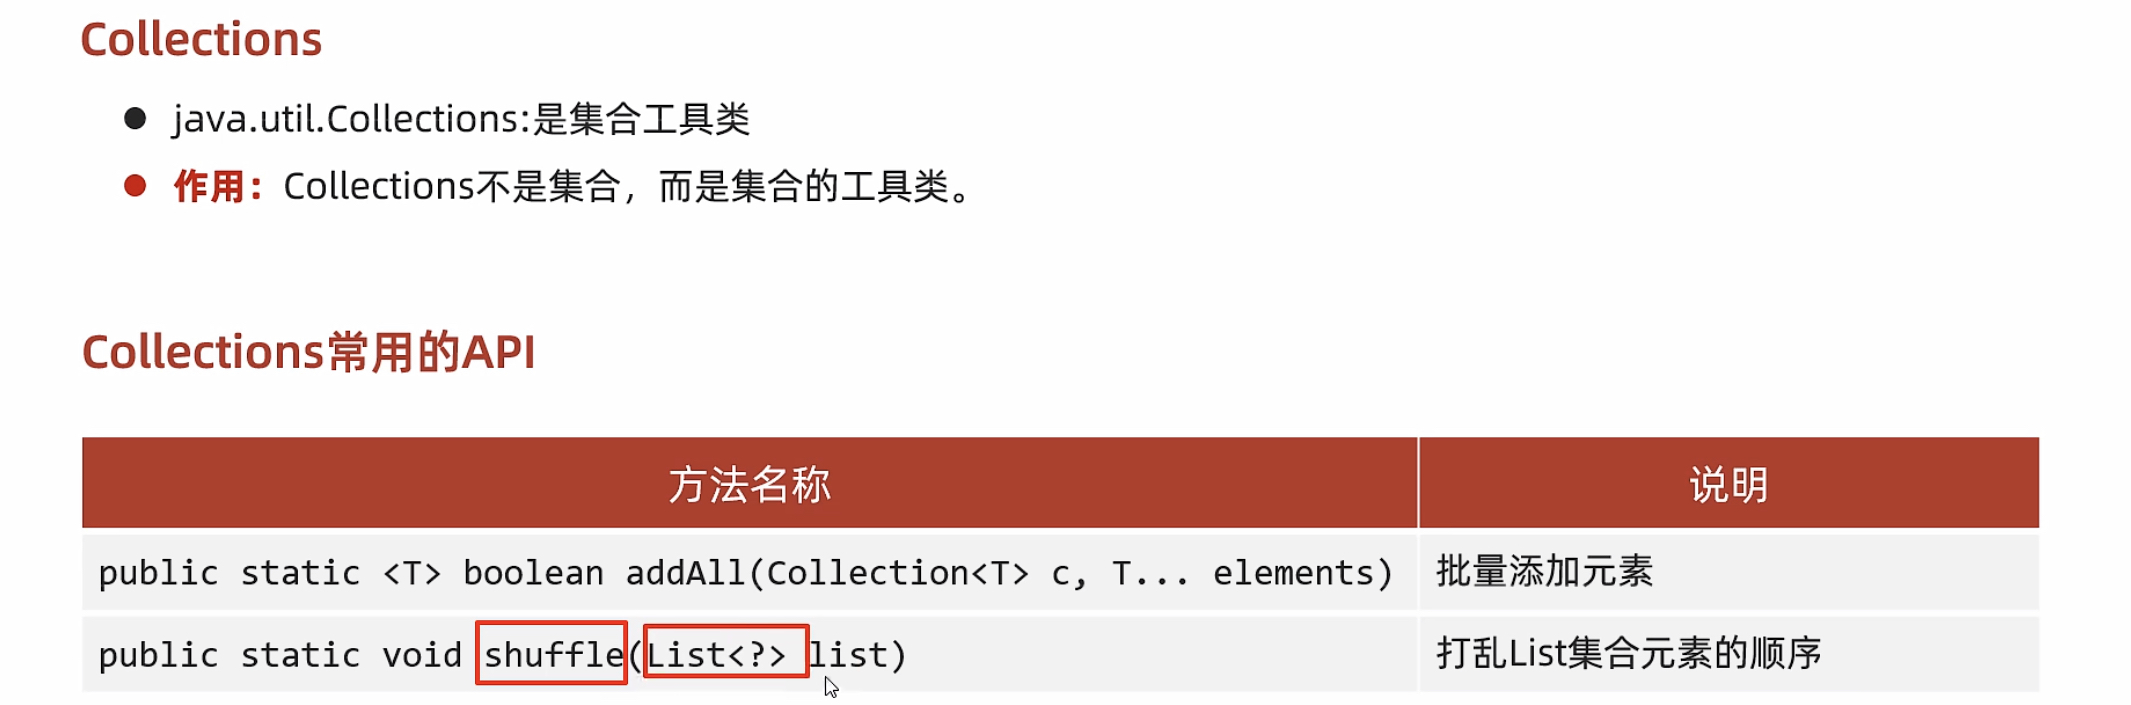 Collections
java.util.Collections:是集合工具类
作用：Collections不是集合，而是集合的工具类。
Collections常用的API
方法名称 说明
public static <T> boolean addAll(Collection<T> c, T... elements) 批量添加元素
public static void shuffle(List<?> list) 打乱List集合元素的顺序